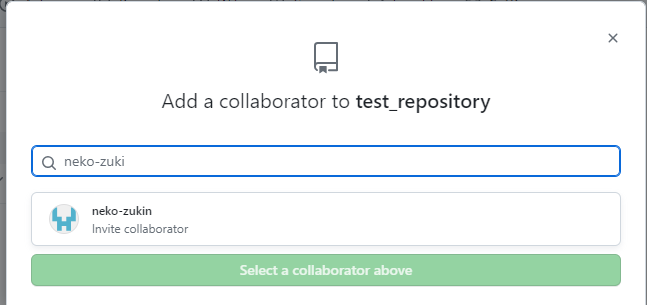 Add a collaborator to test_repository
neko-zuki
neko-zukin
Invite collaborator
Select a collaborator above